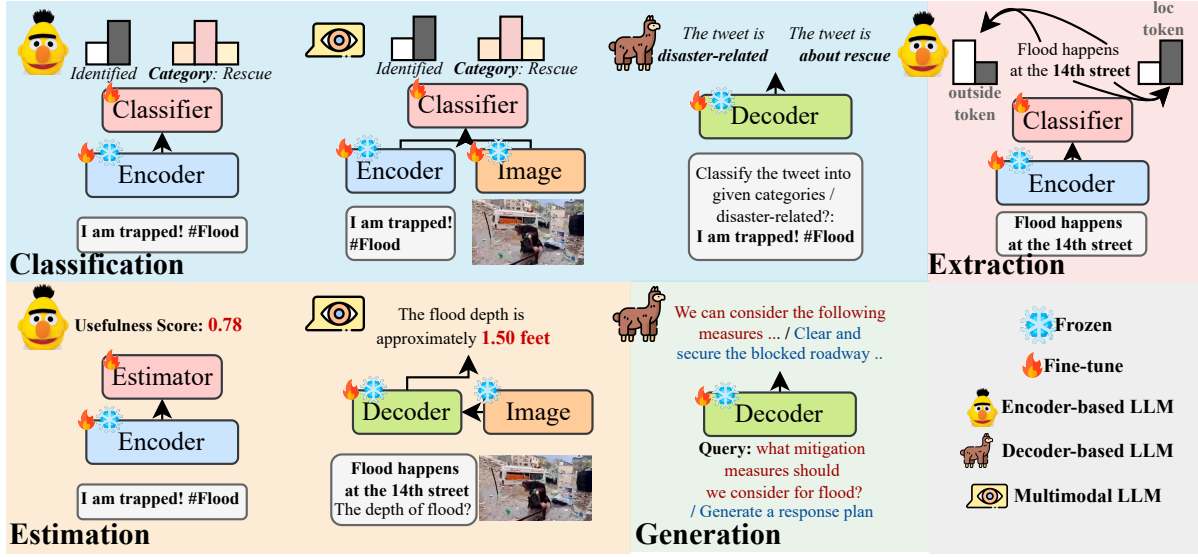 Identified
Category: Rescue
Classifier
Encoder
I am trapped! #Flood
Identified
Category: Rescue
Classifier
Encoder
Image
I am trapped!
#Flood
The tweet is
disaster-related
The tweet is
about rescue
Decoder
Classify the tweet into
given categories /
disaster-related?:
I am trapped! #Flood
Classification
loc
token
Flood happens
at the 14th street
outside
token
Classifier
Encoder
Flood happens
at the 14th street
Extraction
Usefulness Score: 0.78
Estimator
Encoder
I am trapped! #Flood
The flood depth is
approximately 1.50 feet
Decoder
Image
Flood happens
at the 14th street
The depth of flood?
Estimation
We can consider the following
measures ... / Clear and
secure the blocked roadway ..
Decoder
Query: what mitigation
measures should
we consider for flood?
/ Generate a response plan
Generation
Frozen
Fine-tune
Encoder-based LLM
Decoder-based LLM
Multimodal LLM